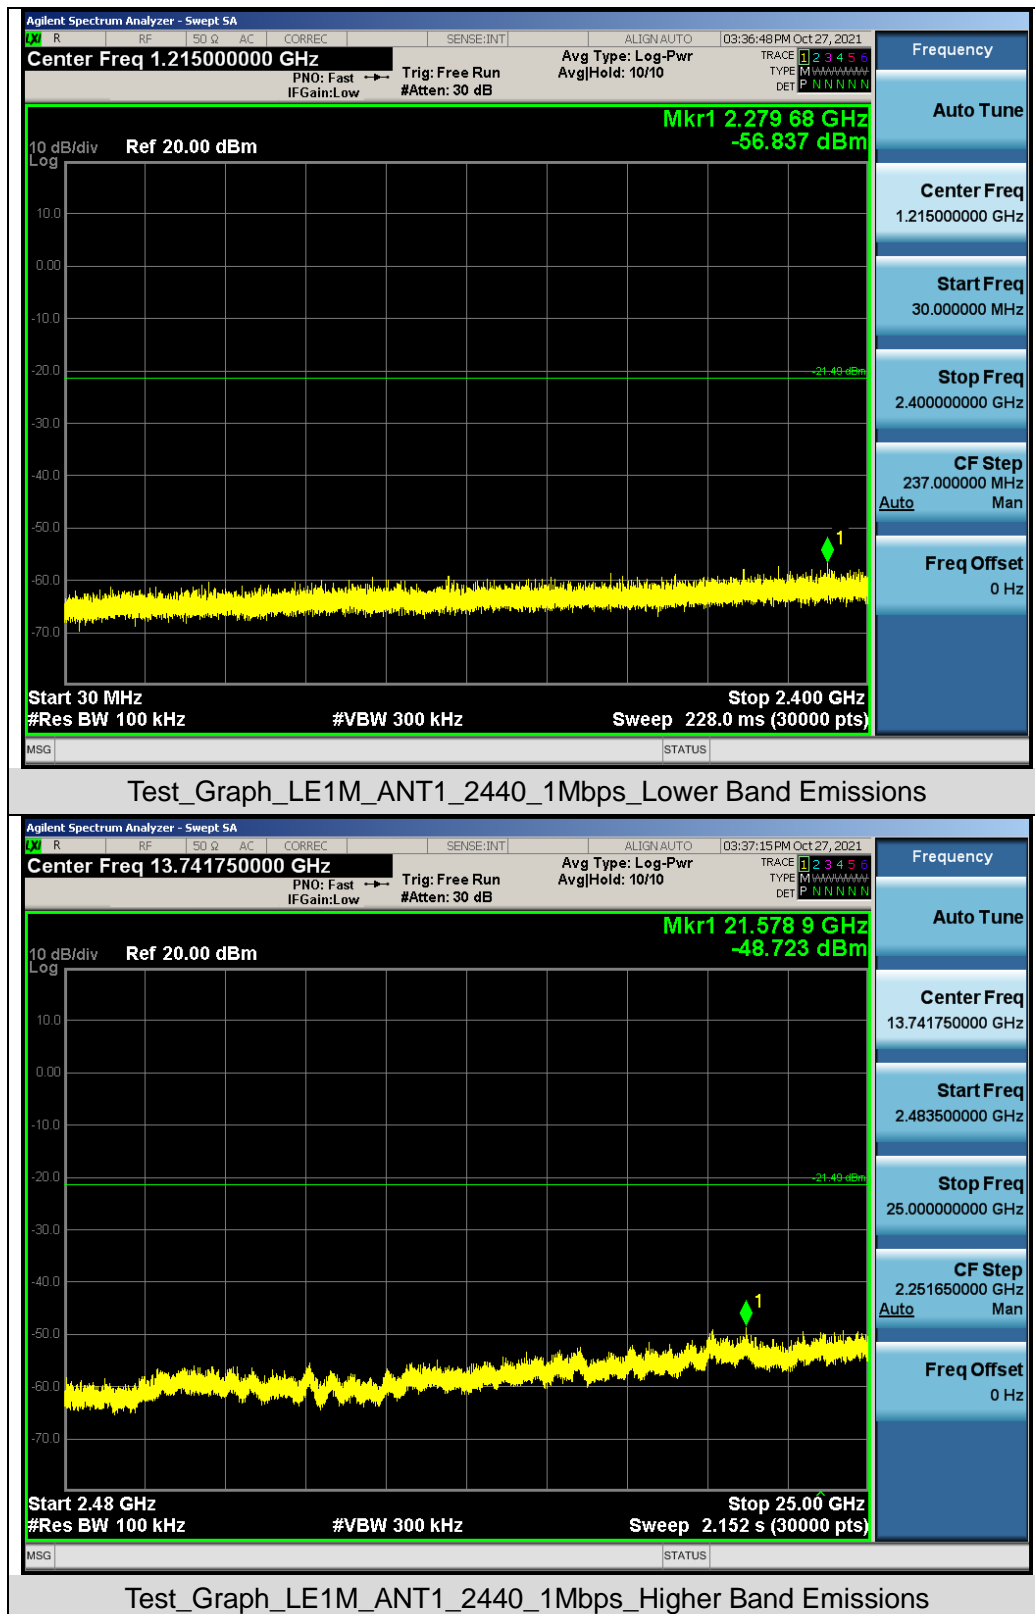 Agilent Spectrum Analyzer - Swept SA
LXI R RF 50 Ω AC CORREC SENSE:INT ALIGN AUTO 03:36:48 PM Oct 27, 2021
Center Freq 1.215000000 GHz
PNO: Fast
IFGain:Low
Trig: Free Run
#Atten: 30 dB
Avg Type: Log-Pwr
Avg|Hold: 10/10
TRACE 1 2 3 4 5 6
TYPE M
DET P N N N N N
Frequency
Mkr1 2.279 68 GHz
-56.837 dBm
10 dB/div Ref 20.00 dBm
Log
10.0
0.00
-10.0
-20.0
-21.49 dBm
-30.0
-40.0
-50.0
1
-60.0
-70.0
Start 30 MHz Stop 2.400 GHz
#Res BW 100 kHz #VBW 300 kHz Sweep 228.0 ms (30000 pts)
MSG STATUS
Auto Tune
Center Freq
1.215000000 GHz
Start Freq
30.000000 MHz
Stop Freq
2.400000000 GHz
CF Step
237.000000 MHz
Auto Man
Freq Offset
0 Hz
Test_Graph_LE1M_ANT1_2440_1Mbps_Lower Band Emissions
Agilent Spectrum Analyzer - Swept SA
LXI R RF 50 Ω AC CORREC SENSE:INT ALIGN AUTO 03:37:15 PM Oct 27, 2021
Center Freq 13.741750000 GHz
PNO: Fast
IFGain:Low
Trig: Free Run
#Atten: 30 dB
Avg Type: Log-Pwr
Avg|Hold: 10/10
TRACE 1 2 3 4 5 6
TYPE M
DET P N N N N N
Frequency
Mkr1 21.578 9 GHz
-48.723 dBm
10 dB/div Ref 20.00 dBm
Log
10.0
0.00
-10.0
-20.0
-21.49 dBm
-30.0
-40.0
1
-50.0
-60.0
-70.0
Start 2.48 GHz Stop 25.00 GHz
#Res BW 100 kHz #VBW 300 kHz Sweep 2.152 s (30000 pts)
MSG STATUS
Auto Tune
Center Freq
13.741750000 GHz
Start Freq
2.483500000 GHz
Stop Freq
25.000000000 GHz
CF Step
2.251650000 GHz
Auto Man
Freq Offset
0 Hz
Test_Graph_LE1M_ANT1_2440_1Mbps_Higher Band Emissions